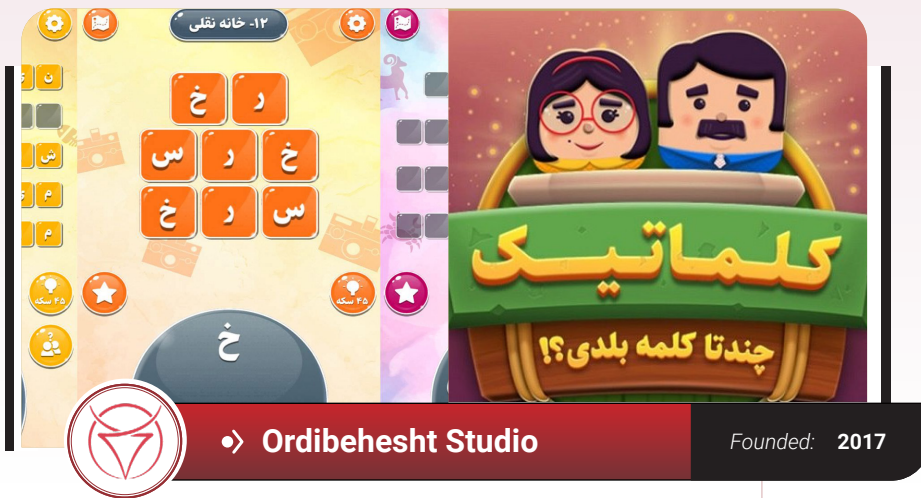 ۱۲- خانه نقلی
ر خ
خ ر س
س ر خ
خ
۴۵ سکه
۴۵ سکه
ن
ش
م
م
کلماتیک
چندتا کلمه بلدی؟!
Ordibehesht Studio
Founded: 2017